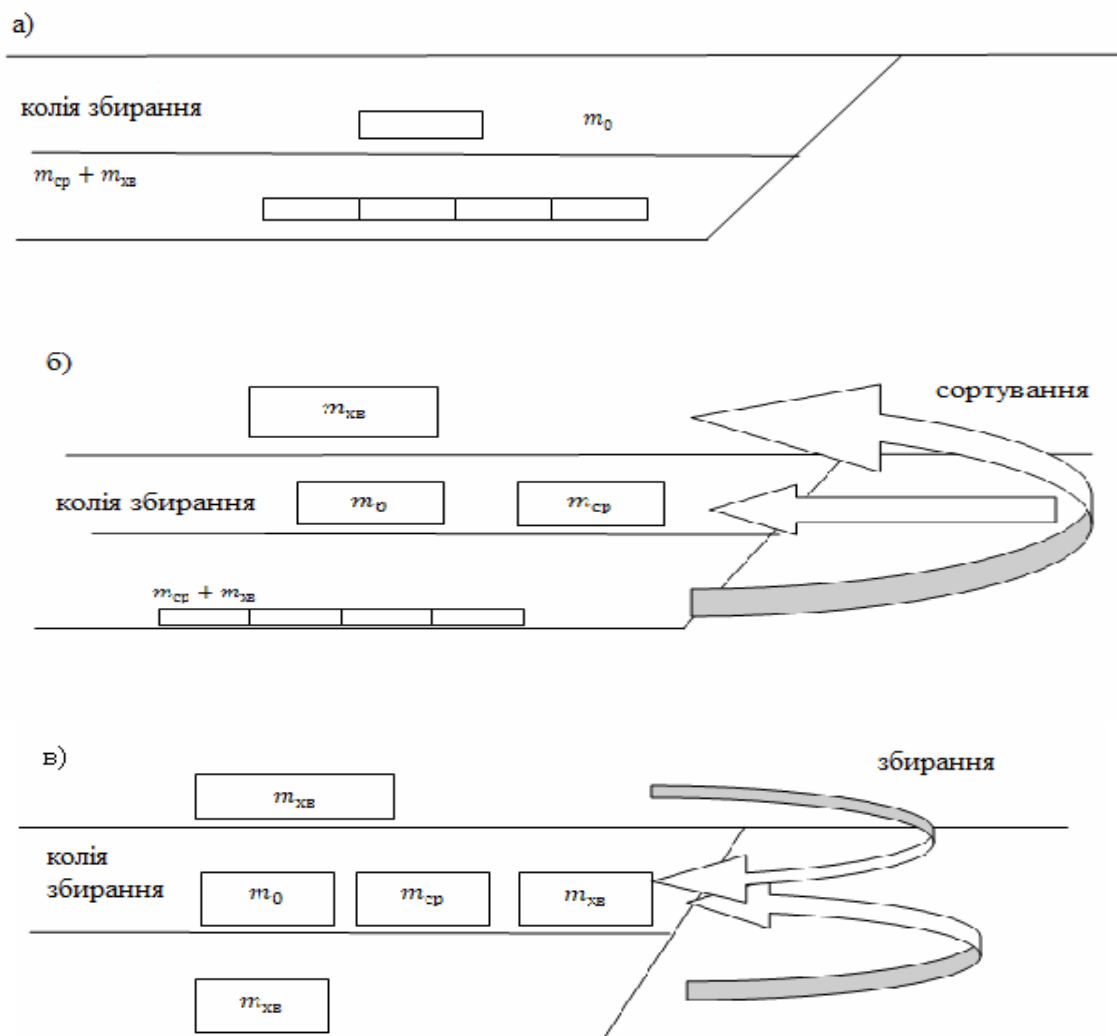 а)
колія збирання
m₀
m_ср + m_хв
б)
m_хв
сортування
колія збирання
m₀
m_ср
m_ср + m_хв
в)
збирання
m_хв
колія
збирання
m₀
m_ср
m_хв
m_хв